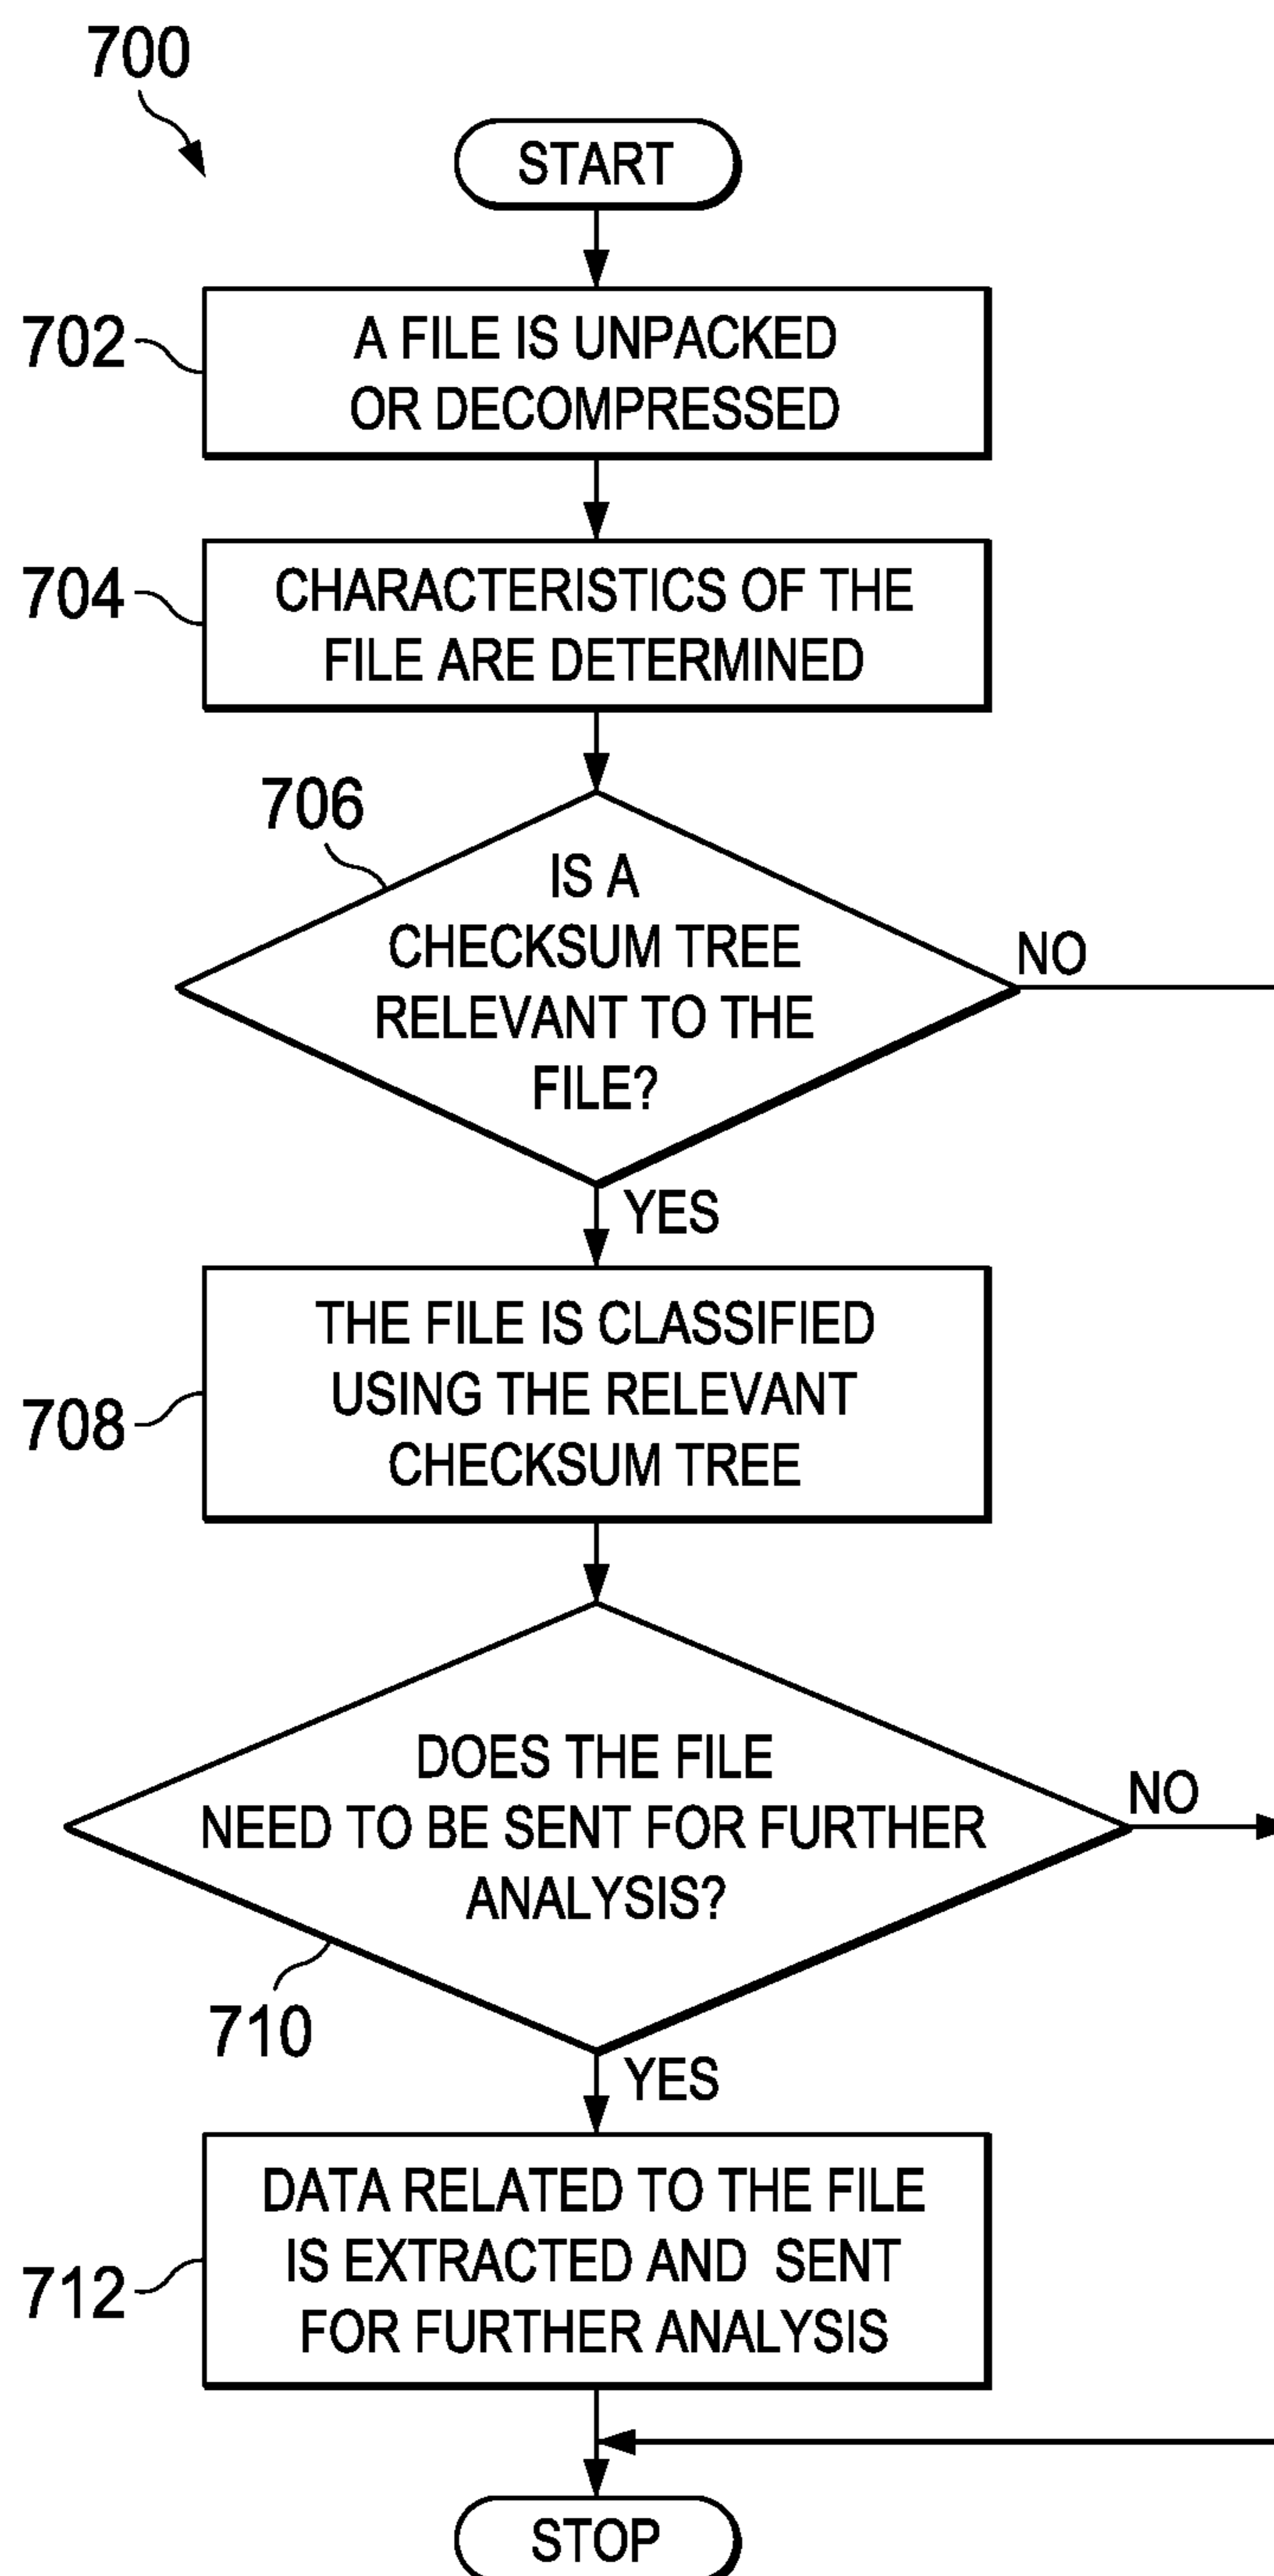 700
START
702
A FILE IS UNPACKED
OR DECOMPRESSED
704
CHARACTERISTICS OF THE
FILE ARE DETERMINED
706
IS A
CHECKSUM TREE
RELEVANT TO THE
FILE?
NO
YES
708
THE FILE IS CLASSIFIED
USING THE RELEVANT
CHECKSUM TREE
DOES THE FILE
NEED TO BE SENT FOR FURTHER
ANALYSIS?
NO
710
YES
712
DATA RELATED TO THE FILE
IS EXTRACTED AND SENT
FOR FURTHER ANALYSIS
STOP